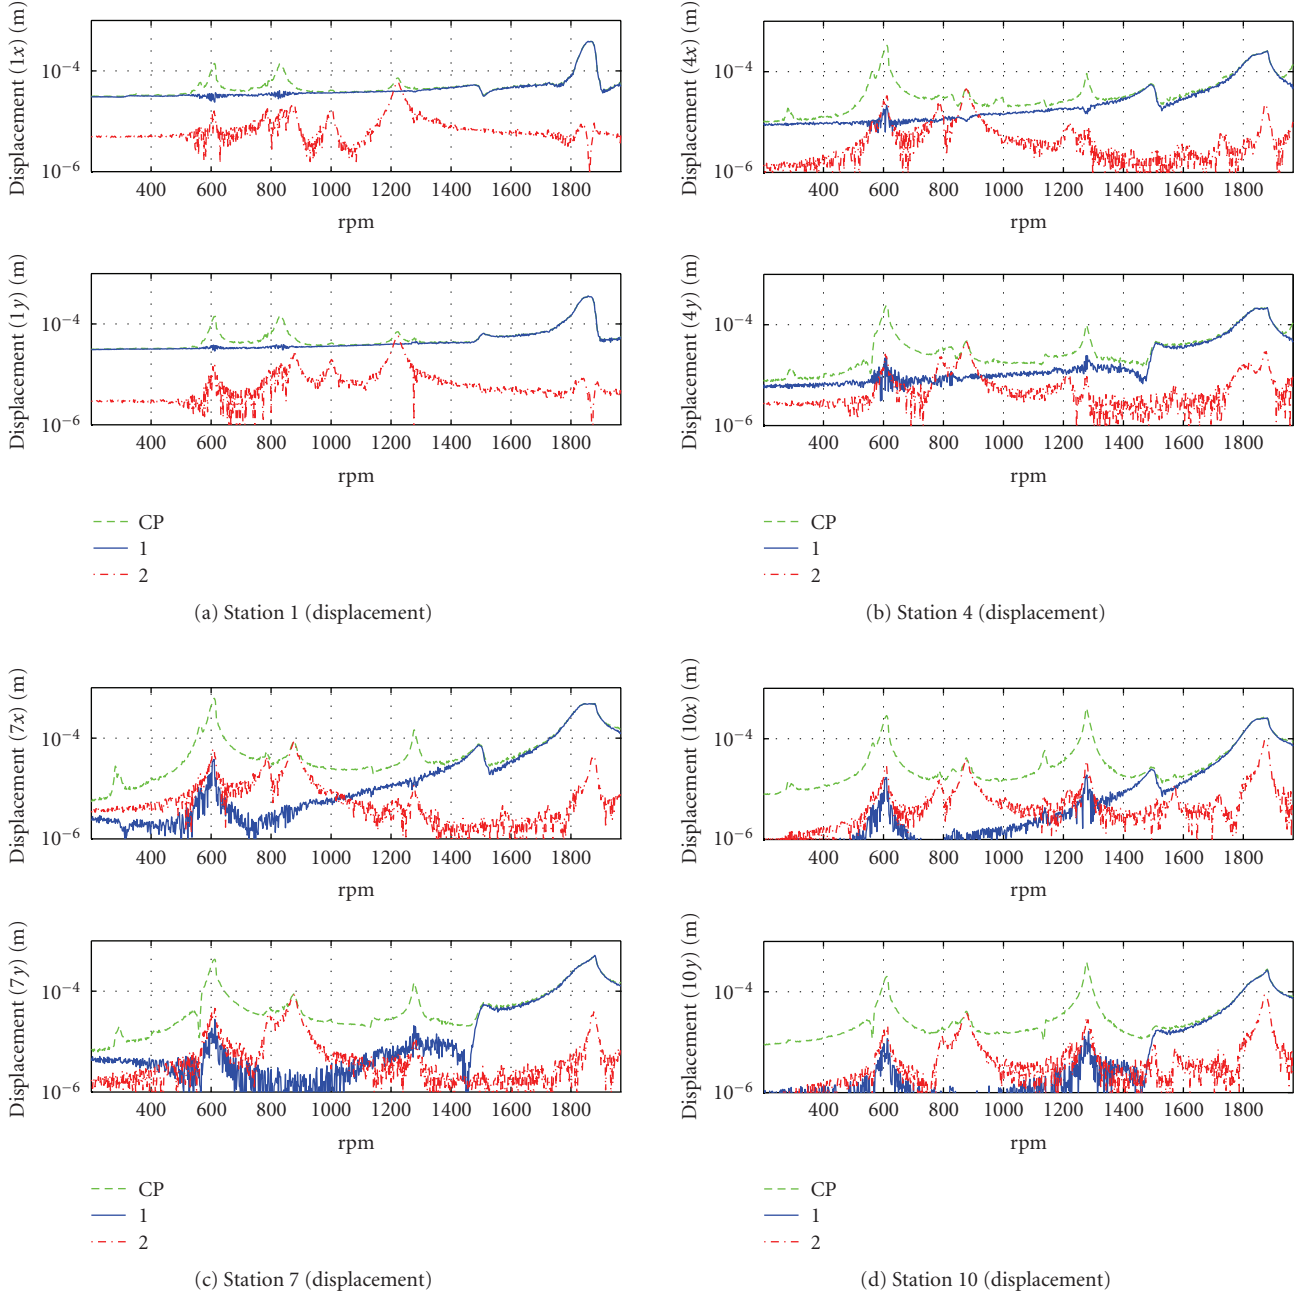 Displacement (1x) (m)
10−4
10−6
400 600 800 1000 1200 1400 1600 1800
rpm
Displacement (1y) (m)
10−4
10−6
400 600 800 1000 1200 1400 1600 1800
rpm
CP
1
2
(a) Station 1 (displacement)
Displacement (4x) (m)
10−4
10−6
400 600 800 1000 1200 1400 1600 1800
rpm
Displacement (4y) (m)
10−4
10−6
400 600 800 1000 1200 1400 1600 1800
rpm
CP
1
2
(b) Station 4 (displacement)
Displacement (7x) (m)
10−4
10−6
400 600 800 1000 1200 1400 1600 1800
rpm
Displacement (7y) (m)
10−4
10−6
400 600 800 1000 1200 1400 1600 1800
rpm
CP
1
2
(c) Station 7 (displacement)
Displacement (10x) (m)
10−4
10−6
400 600 800 1000 1200 1400 1600 1800
rpm
Displacement (10y) (m)
10−4
10−6
400 600 800 1000 1200 1400 1600 1800
rpm
CP
1
2
(d) Station 10 (displacement)